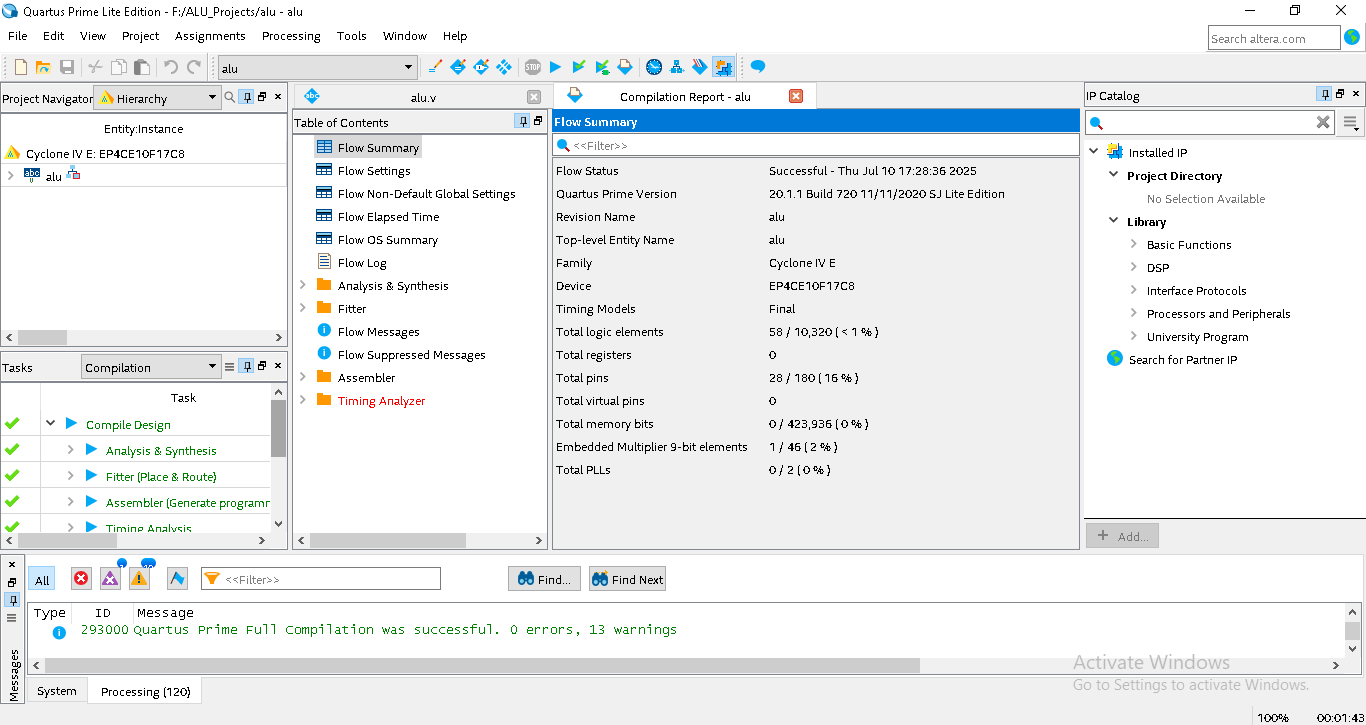 Quartus Prime Lite Edition - F:/ALU_Projects/alu - alu
File Edit View Project Assignments Processing Tools Window Help
Search altera.com
alu
STOP
Project Navigator Hierarchy
Entity:Instance
Cyclone IV E: EP4CE10F17C8
abc alu
Tasks Compilation
Task
Compile Design
Analysis & Synthesis
Fitter (Place & Route)
Assembler (Generate programm
Timing Analysis
abc alu.v
Compilation Report - alu
Table of Contents
Flow Summary
Flow Settings
Flow Non-Default Global Settings
Flow Elapsed Time
Flow OS Summary
Flow Log
Analysis & Synthesis
Fitter
Flow Messages
Flow Suppressed Messages
Assembler
Timing Analyzer
Flow Summary
<<Filter>>
Flow Status Successful - Thu Jul 10 17:28:36 2025
Quartus Prime Version 20.1.1 Build 720 11/11/2020 SJ Lite Edition
Revision Name alu
Top-level Entity Name alu
Family Cyclone IV E
Device EP4CE10F17C8
Timing Models Final
Total logic elements 58 / 10,320 ( < 1 % )
Total registers 0
Total pins 28 / 180 ( 16 % )
Total virtual pins 0
Total memory bits 0 / 423,936 ( 0 % )
Embedded Multiplier 9-bit elements 1 / 46 ( 2 % )
Total PLLs 0 / 2 ( 0 % )
IP Catalog
Installed IP
Project Directory
No Selection Available
Library
Basic Functions
DSP
Interface Protocols
Processors and Peripherals
University Program
Search for Partner IP
+ Add...
All
<<Filter>>
Find...
Find Next
Type ID Message
293000 Quartus Prime Full Compilation was successful. 0 errors, 13 warnings
Messages
System Processing (120)
Activate Windows
Go to Settings to activate Windows.
100% 00:01:43